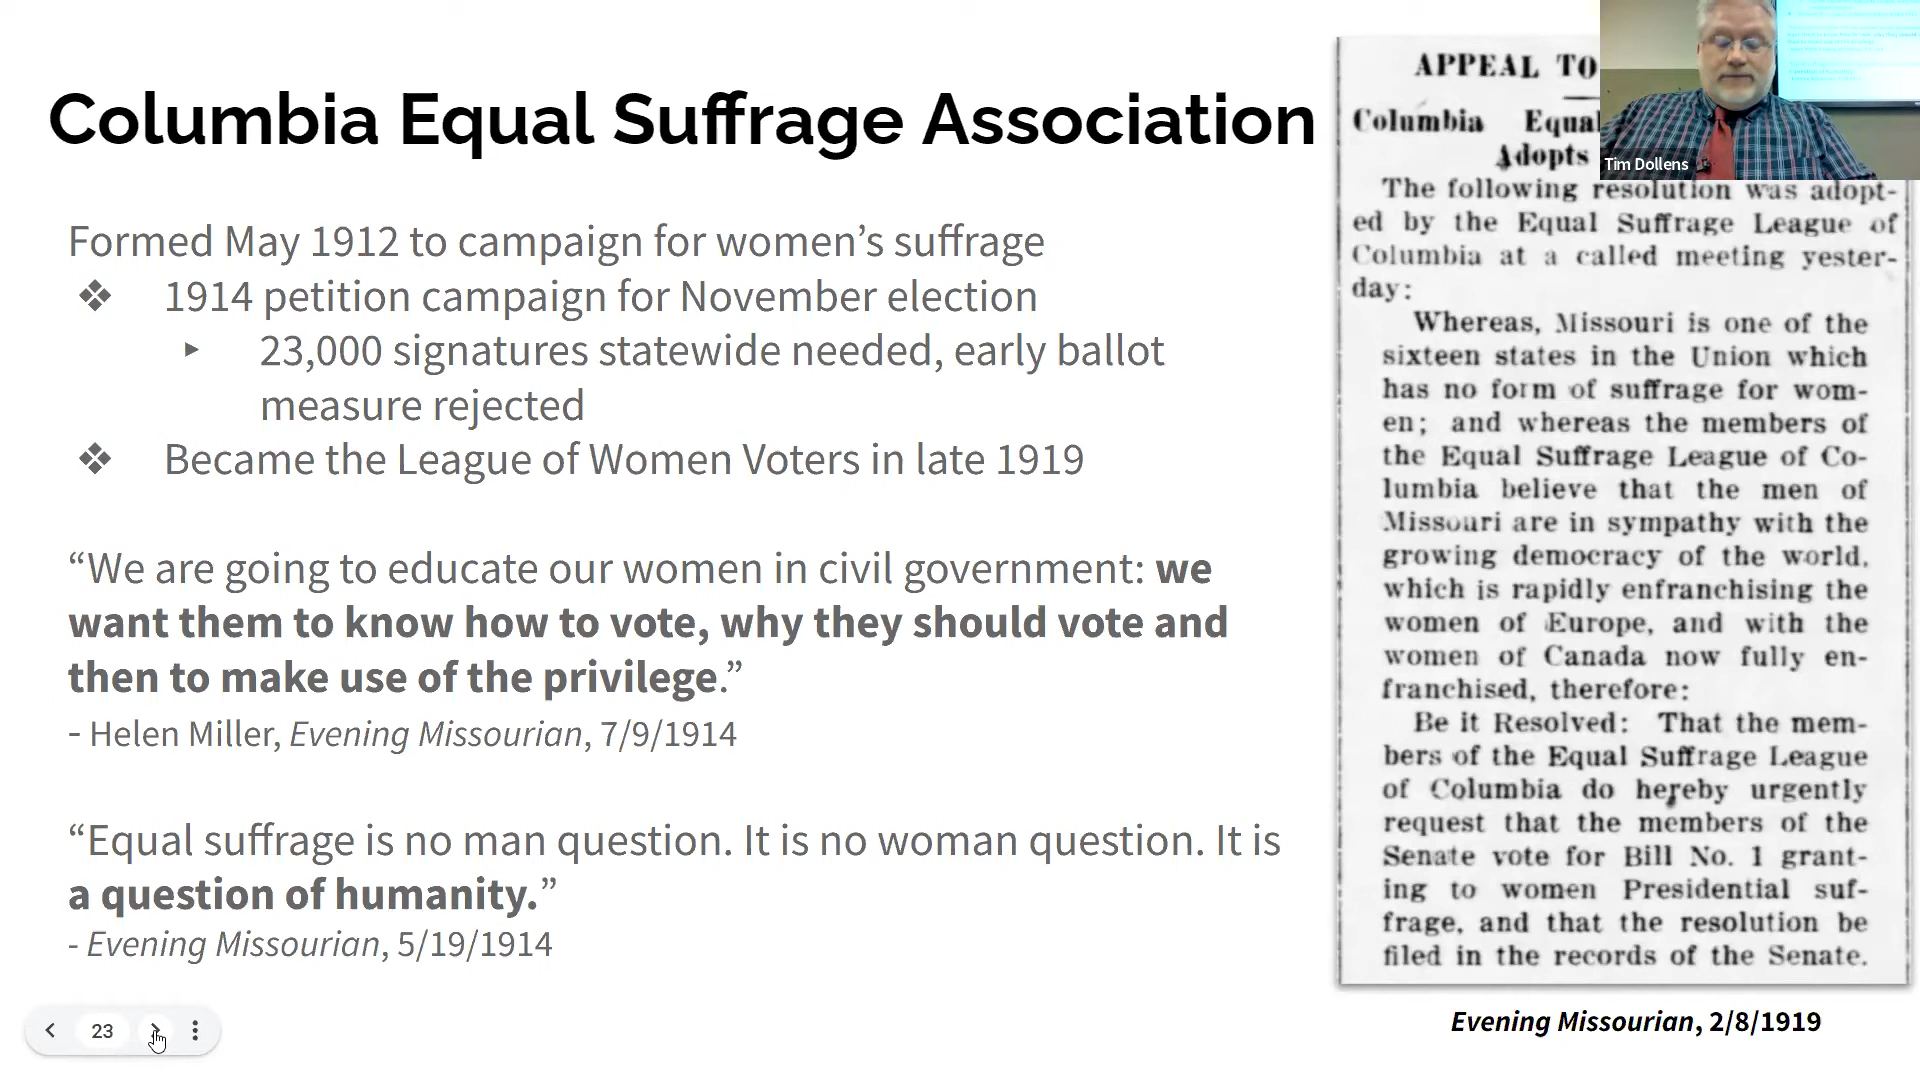 Columbia Equal Suffrage Association
Formed May 1912 to campaign for women’s suffrage
❖ 1914 petition campaign for November election
▸ 23,000 signatures statewide needed, early ballot
measure rejected
❖ Became the League of Women Voters in late 1919
“We are going to educate our women in civil government: we
want them to know how to vote, why they should vote and
then to make use of the privilege.”
- Helen Miller, Evening Missourian, 7/9/1914
“Equal suffrage is no man question. It is no woman question. It is
a question of humanity.”
- Evening Missourian, 5/19/1914
23
APPEAL TO
Columbia Equal
Adopts
The following resolution was adopt-
ed by the Equal Suffrage League of
Columbia at a called meeting yester-
day:
Whereas, Missouri is one of the
sixteen states in the Union which
has no form of suffrage for wom-
en; and whereas the members of
the Equal Suffrage League of Co-
lumbia believe that the men of
Missouri are in sympathy with the
growing democracy of the world,
which is rapidly enfranchising the
women of Europe, and with the
women of Canada now fully en-
franchised, therefore:
Be it Resolved: That the mem-
bers of the Equal Suffrage League
of Columbia do hereby urgently
request that the members of the
Senate vote for Bill No. 1 grant-
ing to women Presidential suf-
frage, and that the resolution be
filed in the records of the Senate.
Evening Missourian, 2/8/1919
Tim Dollens